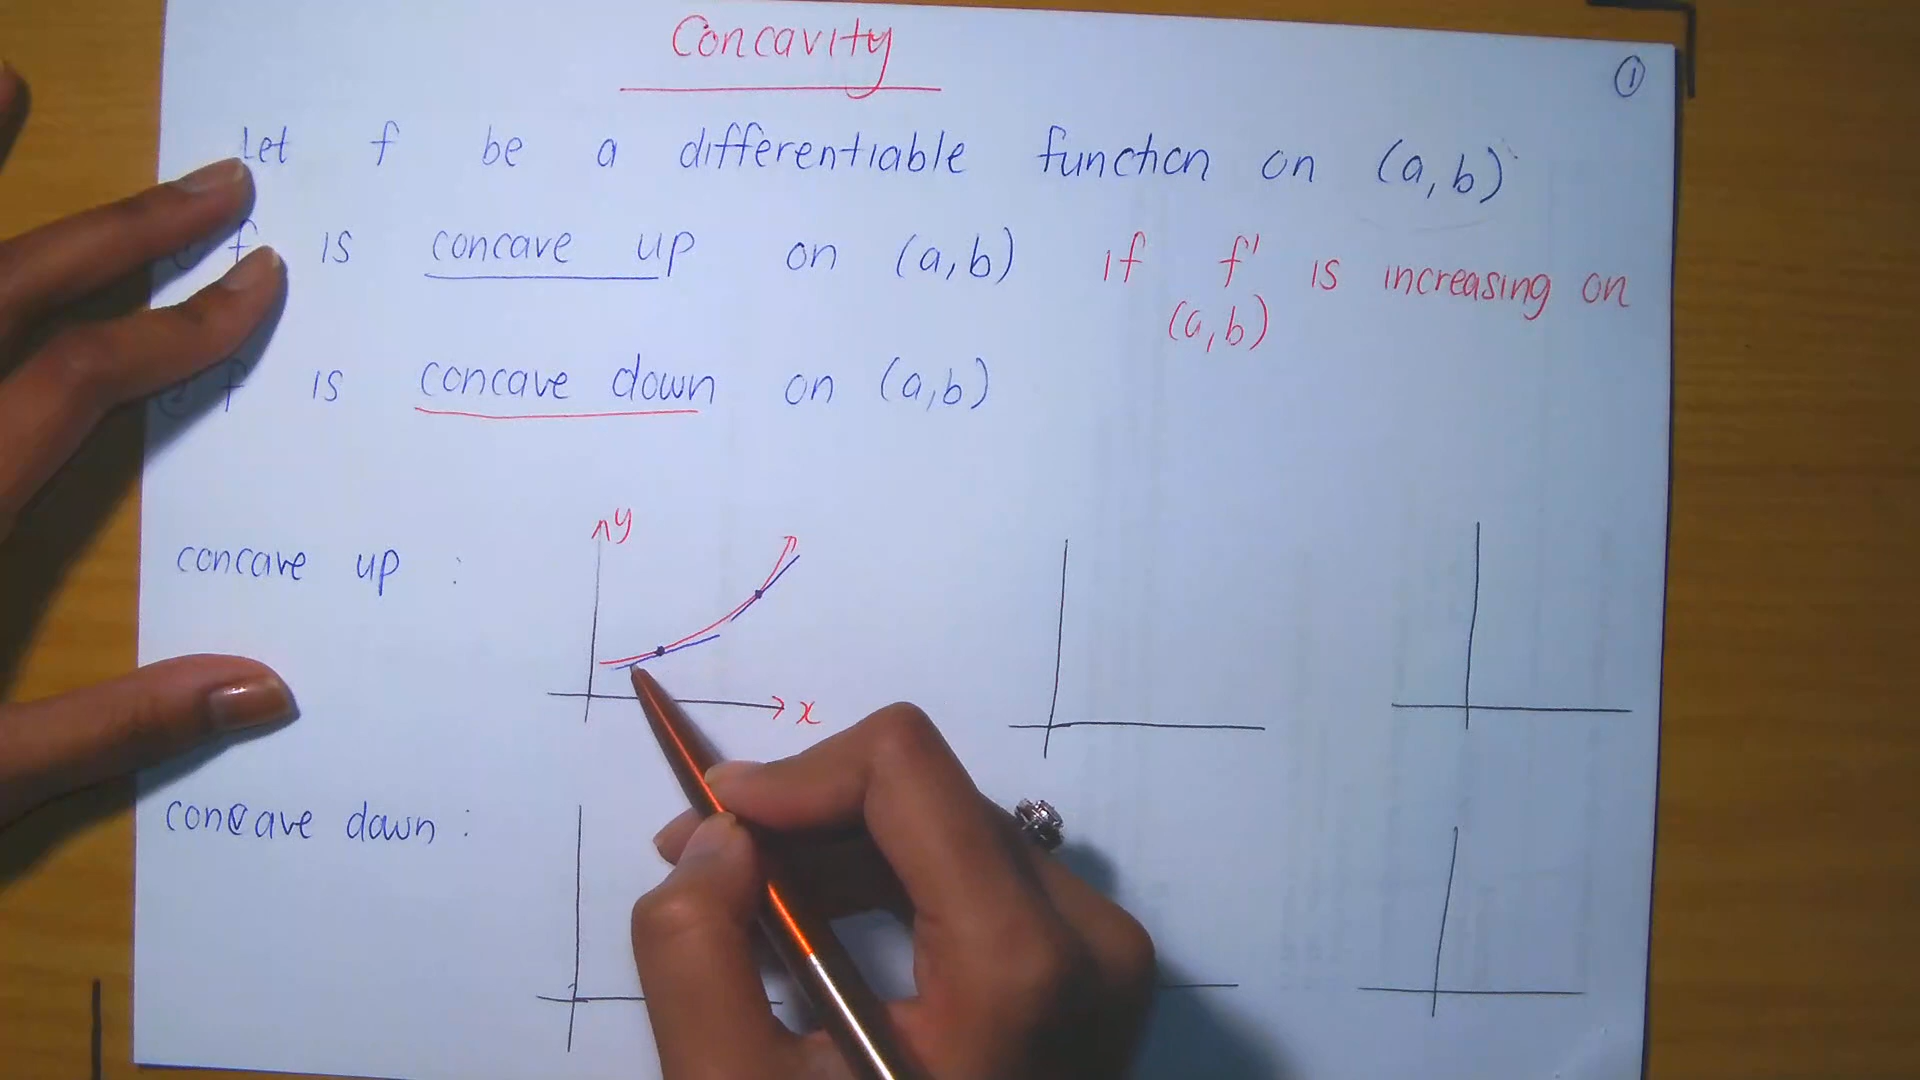 Concavity
①
Let f be a differentiable function on (a,b)
f is concave up on (a,b) if f' is increasing on
(a,b)
f is concave down on (a,b)
y
concave up :
x
concave down :